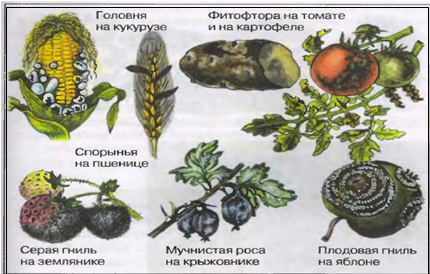 Головня
на кукурузе
Фитофтора на томате
и на картофеле
Спорынья
на пшенице
Серая гниль
на землянике
Мучнистая роса
на крыжовнике
Плодовая гниль
на яблоне